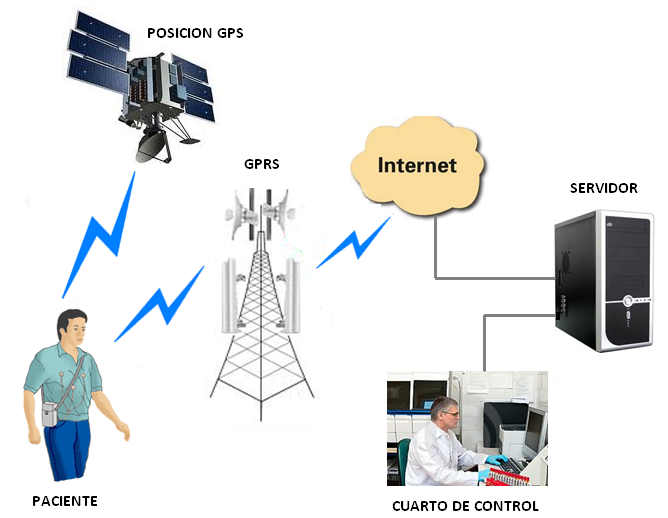 POSICION GPS
GPRS
Internet
SERVIDOR
PACIENTE
CUARTO DE CONTROL